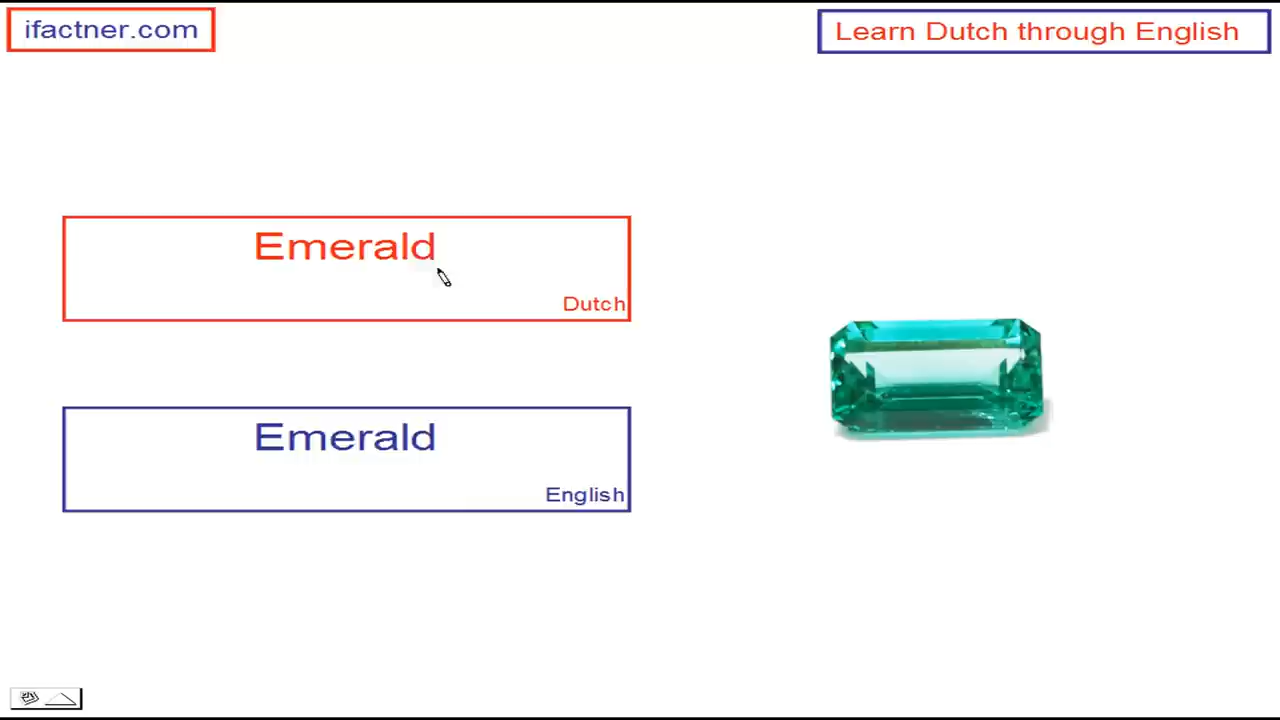 ifactner.com
Learn Dutch through English
Emerald
Dutch
Emerald
English